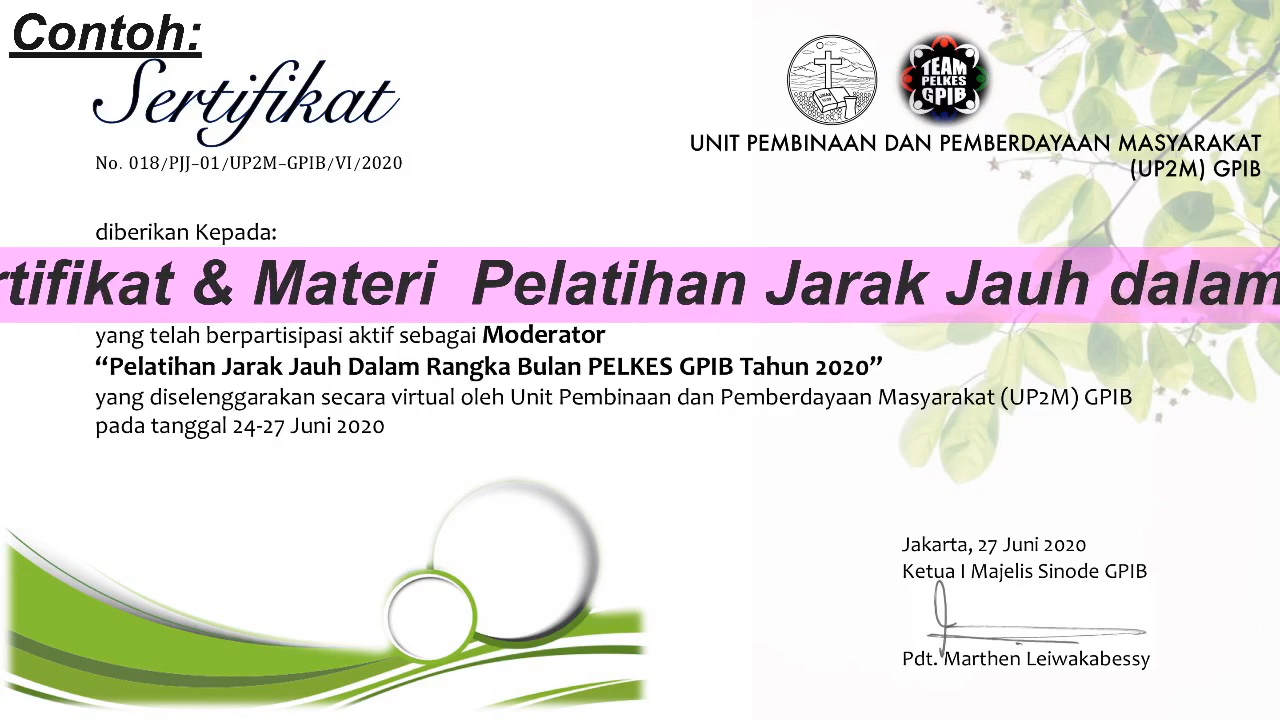 Contoh:
Sertifikat
No. 018/PJJ-01/UP2M-GPIB/VI/2020
TEAM
PELKES
GPIB
UNIT PEMBINAAN DAN PEMBERDAYAAN MASYARAKAT
(UP2M) GPIB
diberikan Kepada:
rtifikat & Materi Pelatihan Jarak Jauh dalam
yang telah berpartisipasi aktif sebagai Moderator
“Pelatihan Jarak Jauh Dalam Rangka Bulan PELKES GPIB Tahun 2020”
yang diselenggarakan secara virtual oleh Unit Pembinaan dan Pemberdayaan Masyarakat (UP2M) GPIB
pada tanggal 24-27 Juni 2020
Jakarta, 27 Juni 2020
Ketua I Majelis Sinode GPIB
Pdt. Marthen Leiwakabessy